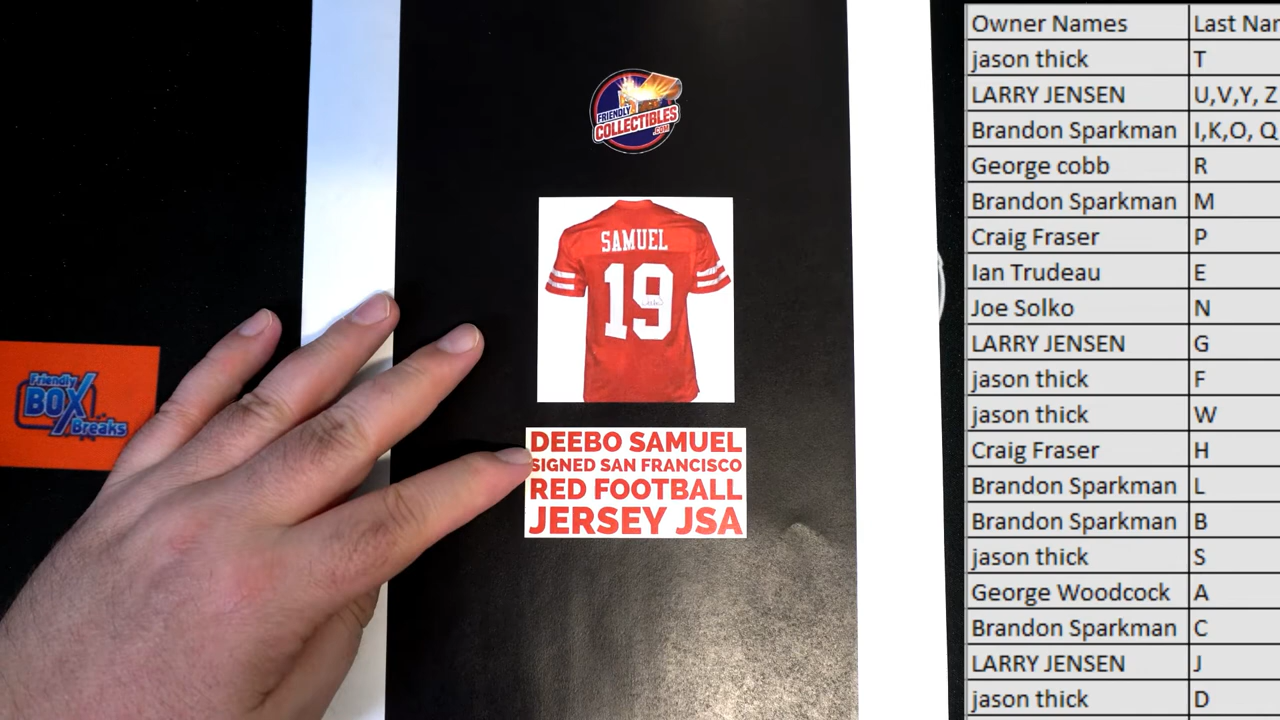 FRIENDLY
COLLECTIBLES
.COM
SAMUEL
19
DEEBO SAMUEL
SIGNED SAN FRANCISCO
RED FOOTBALL
JERSEY JSA
Friendly
BOX
Breaks
Owner Names Last Nar
jason thick T
LARRY JENSEN U,V,Y, Z
Brandon Sparkman I,K,O, Q
George cobb R
Brandon Sparkman M
Craig Fraser P
Ian Trudeau E
Joe Solko N
LARRY JENSEN G
jason thick F
jason thick W
Craig Fraser H
Brandon Sparkman L
Brandon Sparkman B
jason thick S
George Woodcock A
Brandon Sparkman C
LARRY JENSEN J
jason thick D